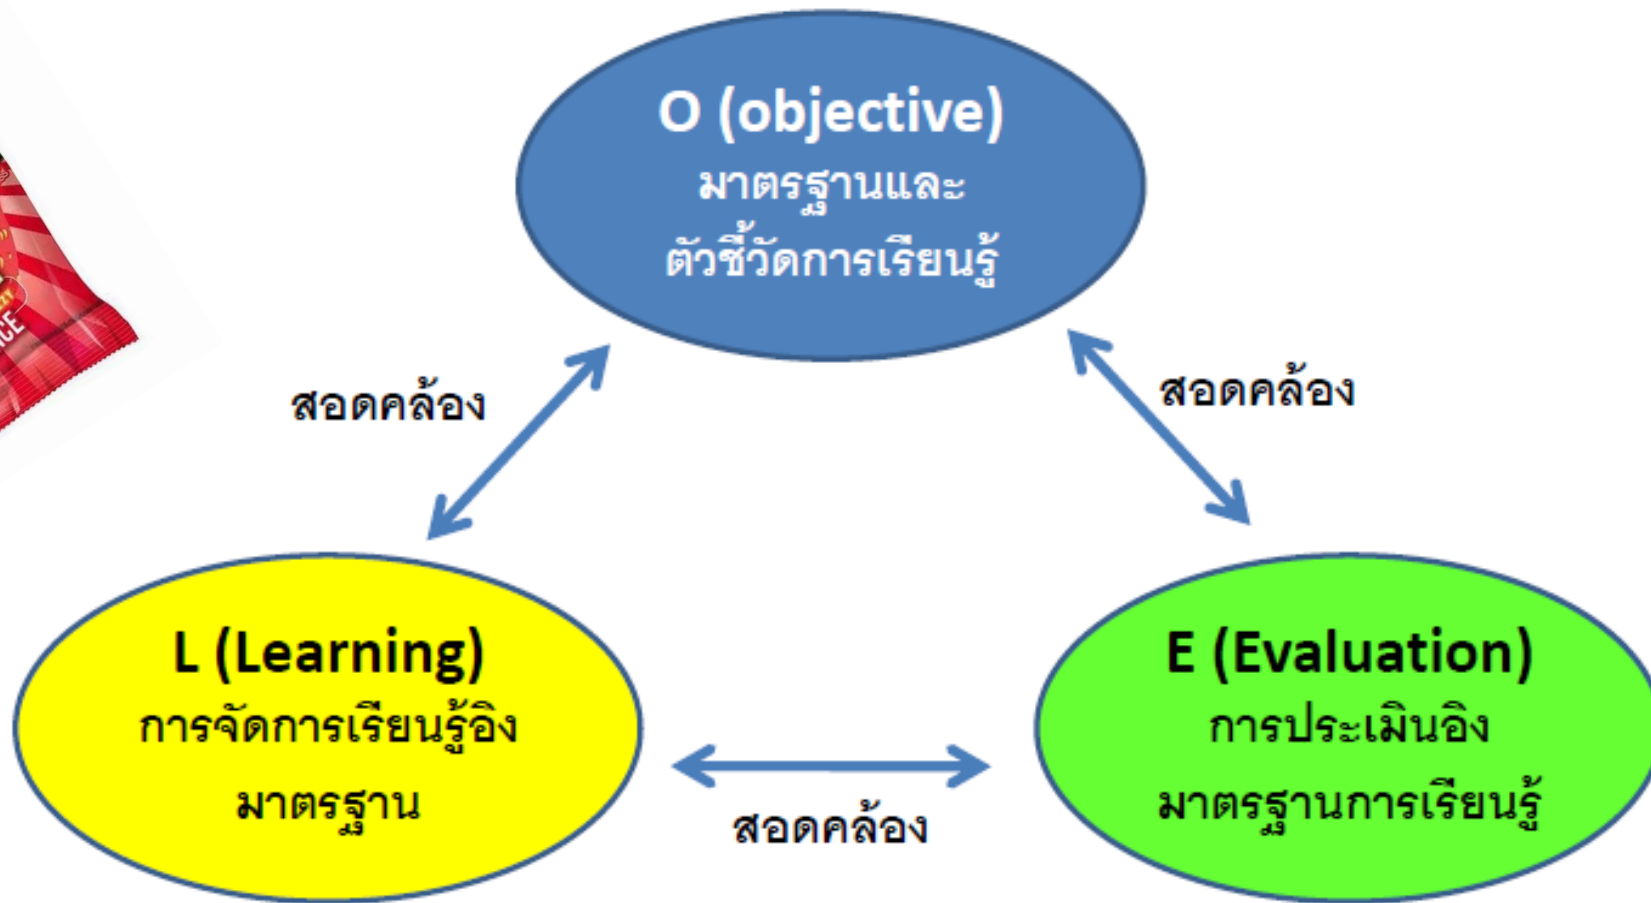 O (objective)
มาตรฐานและ
ตัวชี้วัดการเรียนรู้
สอดคล้อง
สอดคล้อง
L (Learning)
การจัดการเรียนรู้อิง
มาตรฐาน
E (Evaluation)
การประเมินอิง
มาตรฐานการเรียนรู้
สอดคล้อง